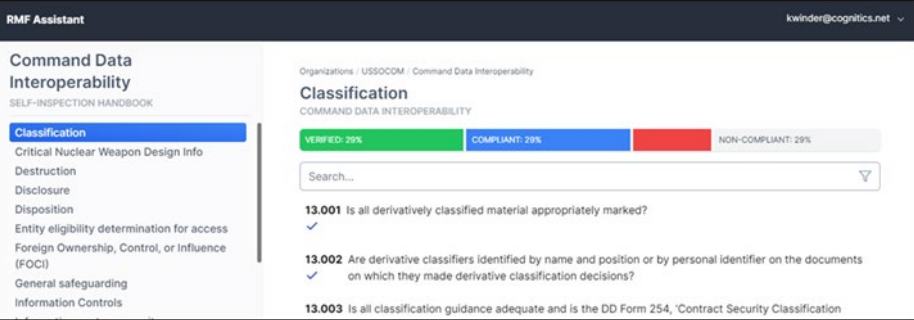 RMF Assistant
kwinder@cognitics.net
Command Data
Interoperability
SELF-INSPECTION HANDBOOK
Classification
Critical Nuclear Weapon Design Info
Destruction
Disclosure
Disposition
Entity eligibility determination for access
Foreign Ownership, Control, or Influence
(FOCI)
General safeguarding
Information Controls
Organizations / USSOCOM / Command Data Interoperability
Classification
COMMAND DATA INTEROPERABILITY
VERIFIED: 29%
COMPLIANT: 29%
NON-COMPLIANT: 29%
Search...
13.001 Is all derivatively classified material appropriately marked?
13.002 Are derivative classifiers identified by name and position or by personal identifier on the documents
on which they made derivative classification decisions?
13.003 Is all classification guidance adequate and is the DD Form 254, 'Contract Security Classification